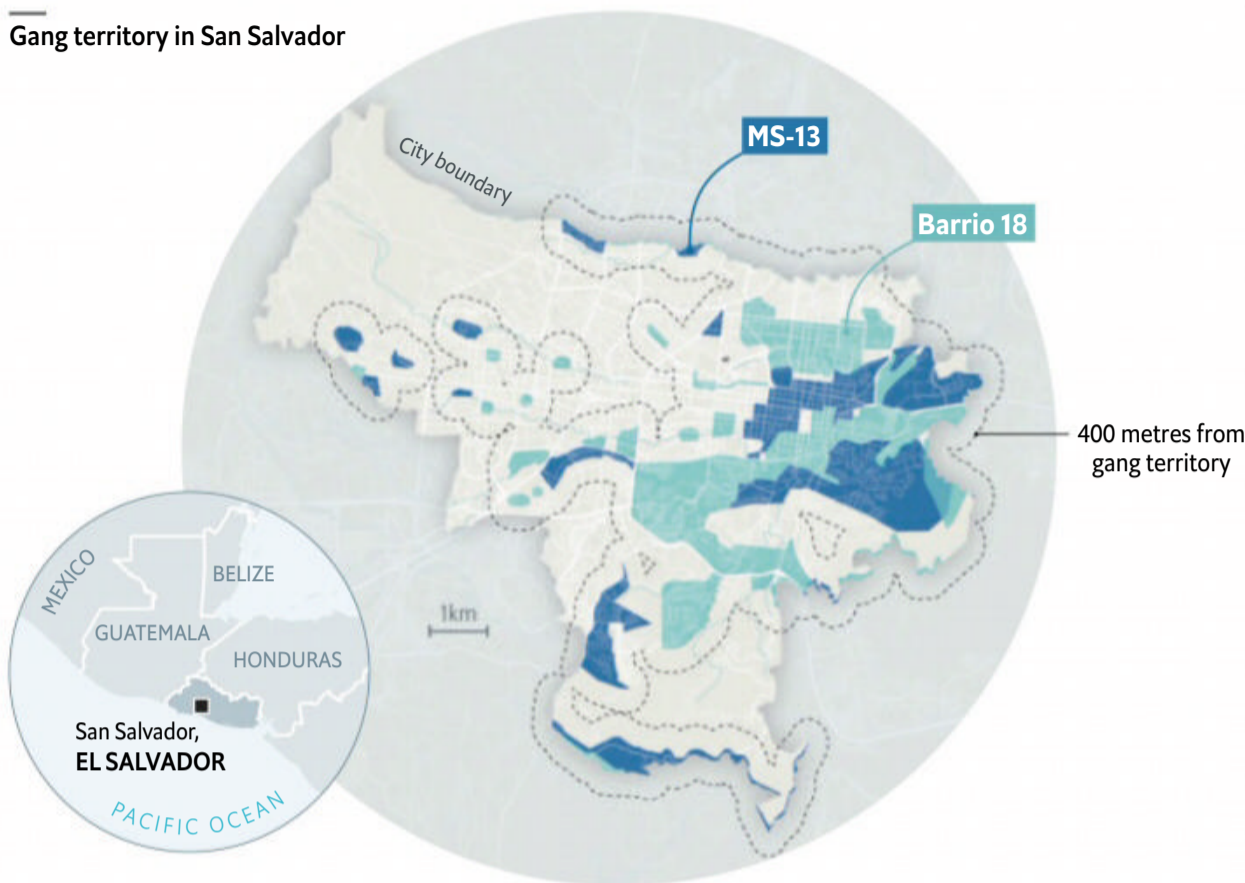 Gang territory in San Salvador
City boundary
MS-13
Barrio 18
400 metres from
gang territory
1km
MEXICO
BELIZE
GUATEMALA
HONDURAS
San Salvador,
EL SALVADOR
PACIFIC OCEAN